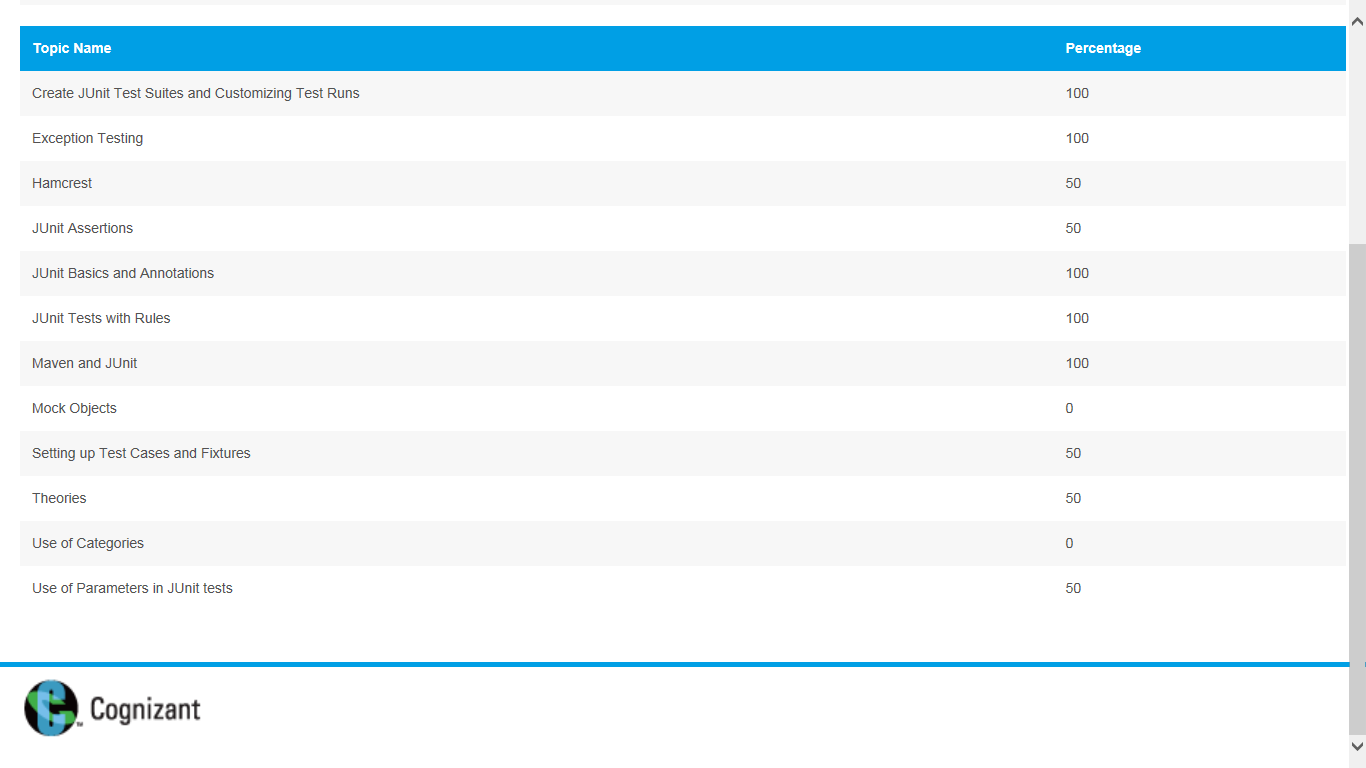 Topic Name Percentage
Create JUnit Test Suites and Customizing Test Runs 100
Exception Testing 100
Hamcrest 50
JUnit Assertions 50
JUnit Basics and Annotations 100
JUnit Tests with Rules 100
Maven and JUnit 100
Mock Objects 0
Setting up Test Cases and Fixtures 50
Theories 50
Use of Categories 0
Use of Parameters in JUnit tests 50
Cognizant